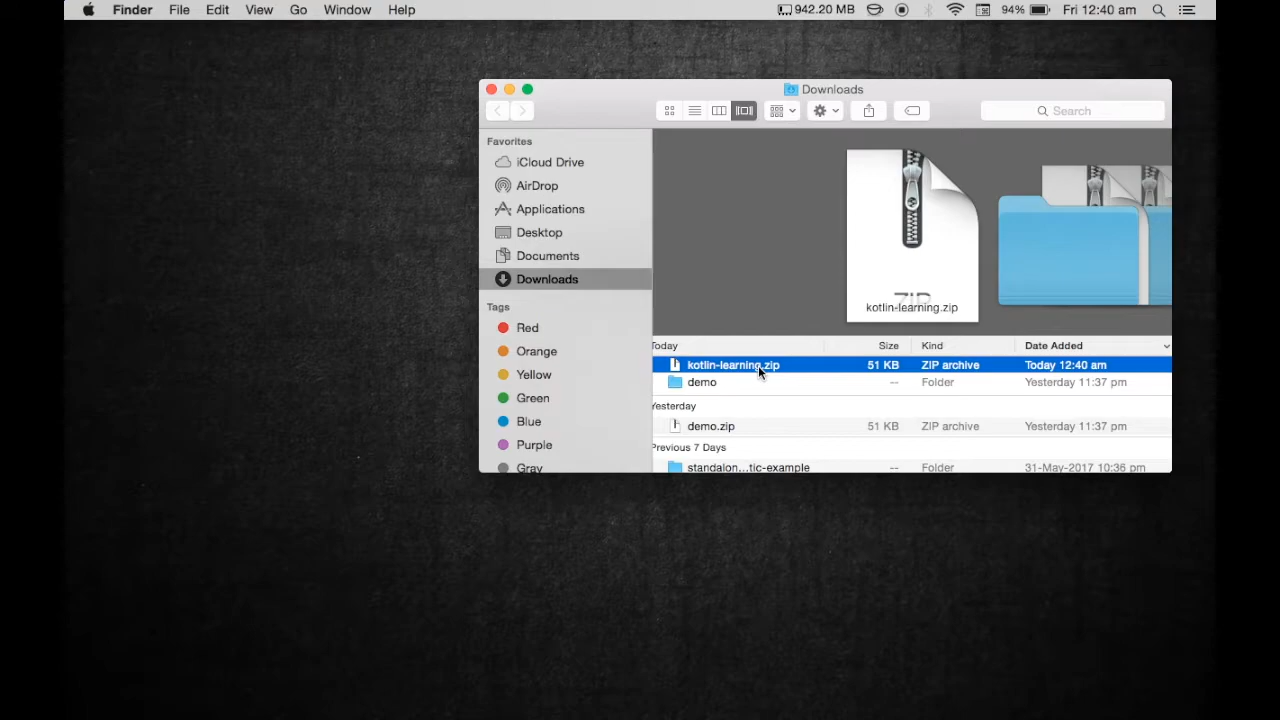 Finder File Edit View Go Window Help 942.20 MB 94% Fri 12:40 am
Downloads
Search
Favorites
iCloud Drive
AirDrop
Applications
Desktop
Documents
Downloads
Tags
Red
Orange
Yellow
Green
Blue
Purple
Gray
ZIP
kotlin-learning.zip
Today Size Kind Date Added
kotlin-learning.zip 51 KB ZIP archive Today 12:40 am
demo -- Folder Yesterday 11:37 pm
Yesterday
demo.zip 51 KB ZIP archive Yesterday 11:37 pm
Previous 7 Days
standalon...tic-example -- Folder 31-May-2017 10:36 pm